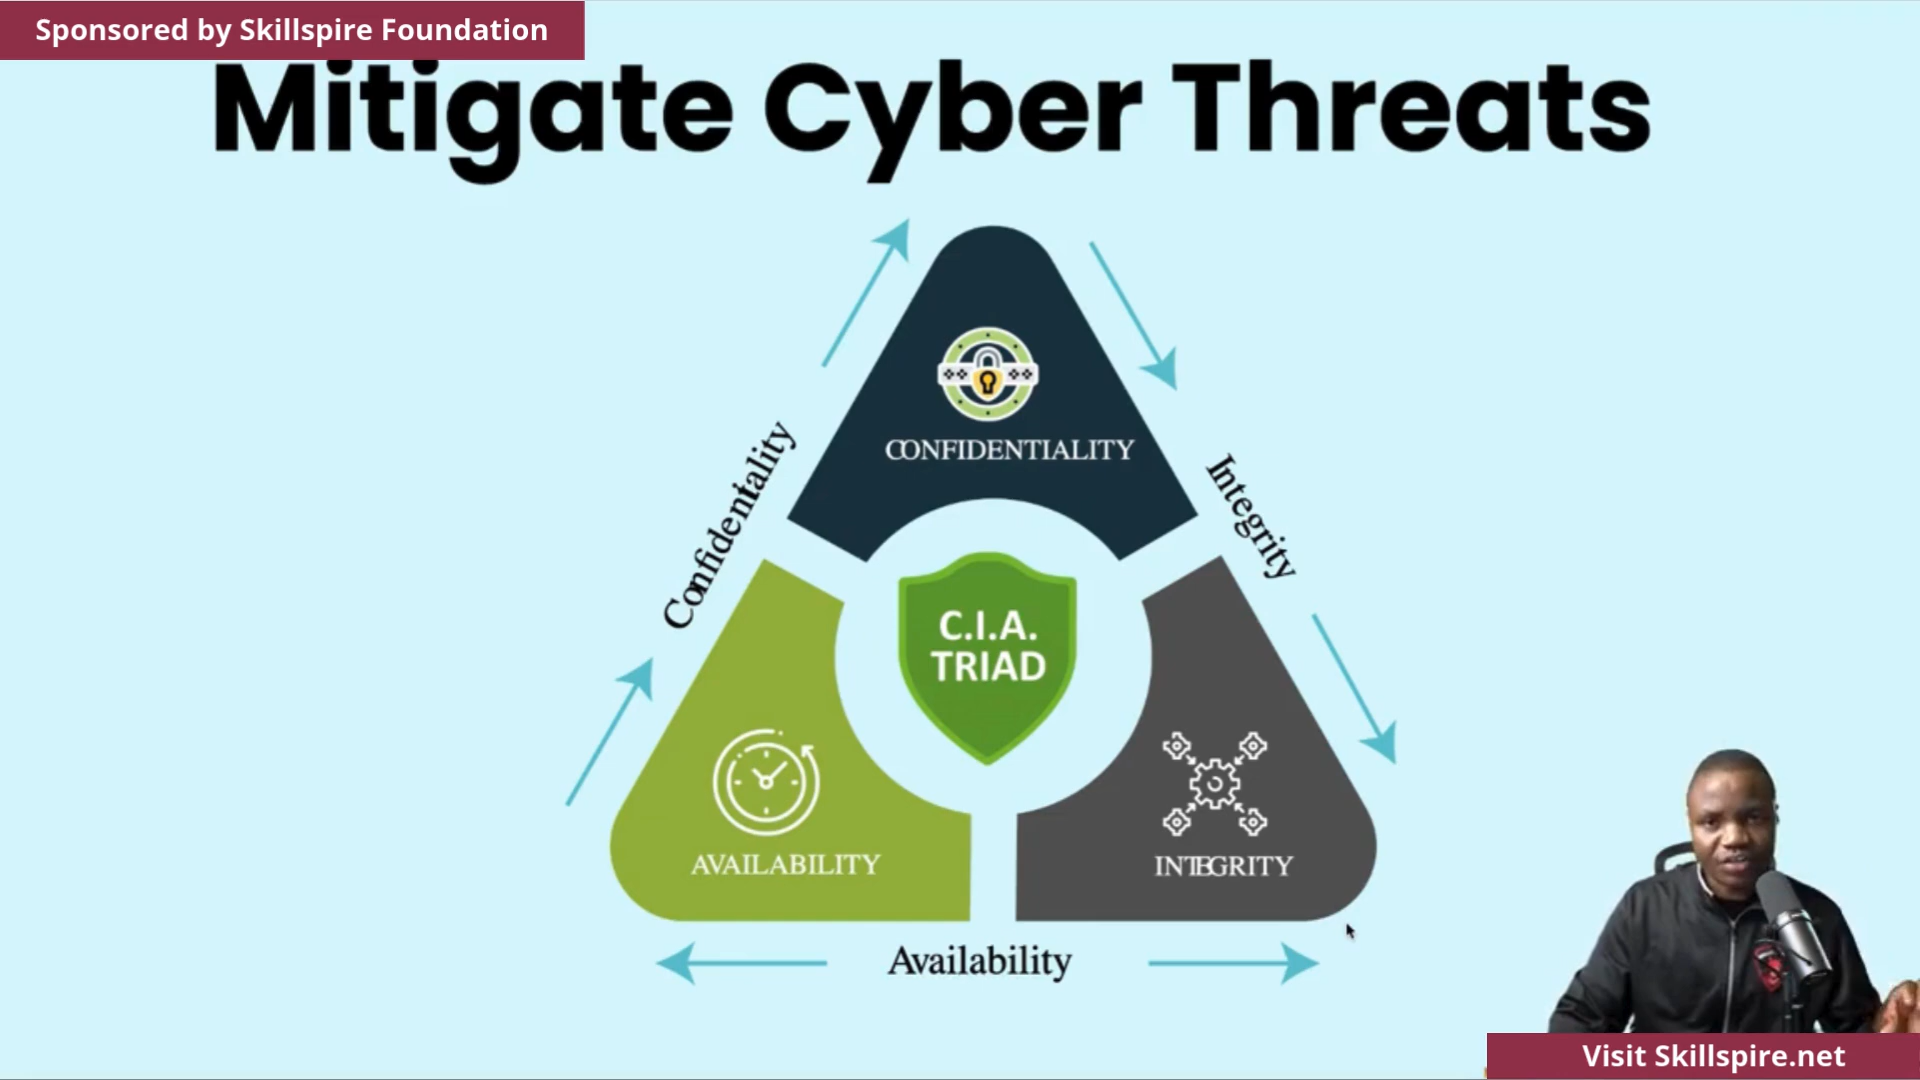 Sponsored by Skillspire Foundation
Mitigate Cyber Threats
CONFIDENTIALITY
Confidentiality
Integrity
C.I.A.
TRIAD
AVAILABILITY
INTEGRITY
Availability
Visit Skillspire.net